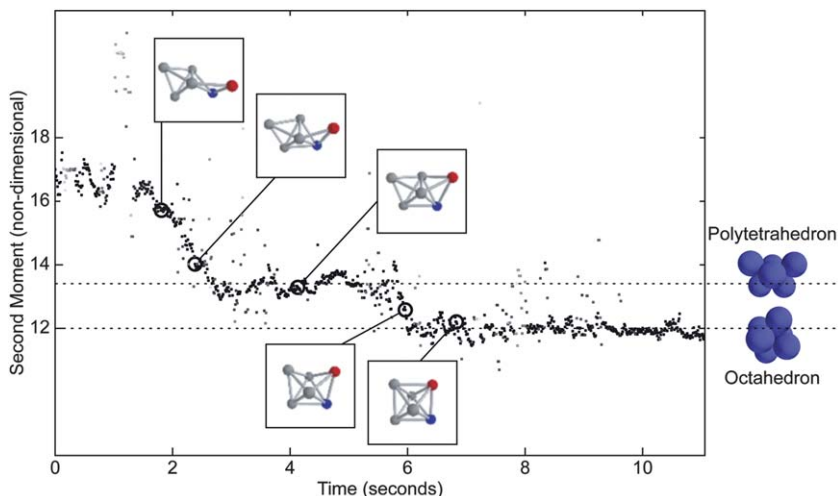 Second Moment (non-dimensional)
18
16
14
12
0
2
4
6
8
10
Time (seconds)
Polytetrahedron
Octahedron